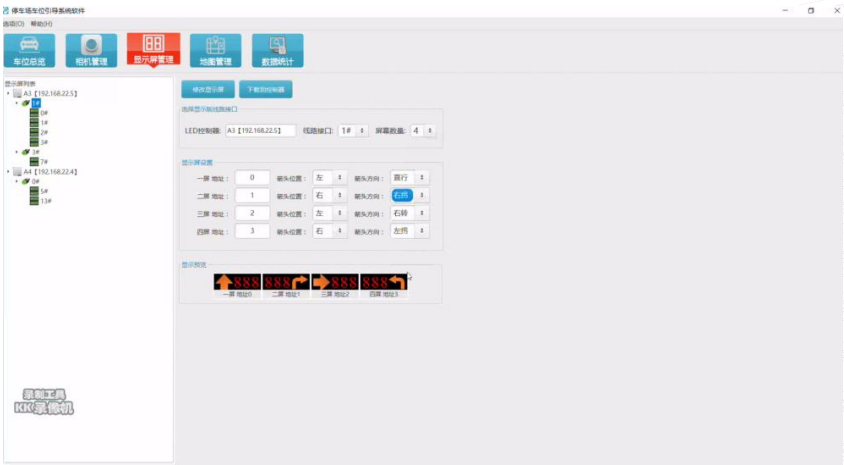 停车场车位引导系统软件
选项(O) 帮助(H)
车位总览 相机管理 显示屏管理 地图管理 数据统计
显示屏列表
A3【192.168.22.5】
1#
0#
1#
2#
3#
3#
7#
A4【192.168.22.4】
0#
5#
13#
修改显示屏 下载到控制器
选择显示屏线路接口
LED控制器: A3【192.168.22.5】 线路接口: 1# 屏幕数量: 4
显示屏设置
一屏 地址: 0 箭头位置: 左 箭头方向: 直行
二屏 地址: 1 箭头位置: 右 箭头方向: 右拐
三屏 地址: 2 箭头位置: 左 箭头方向: 右转
四屏 地址: 3 箭头位置: 右 箭头方向: 左拐
显示预览
888 888 888 888
一屏 地址0 二屏 地址1 三屏 地址2 四屏 地址3
录制工具
KK录像机